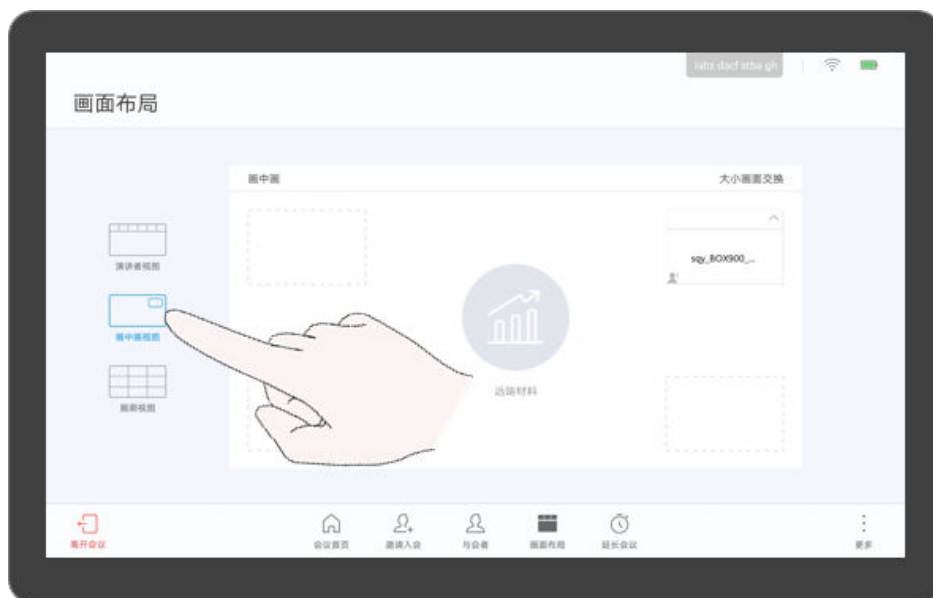 画面布局
画中画
大小画面交换
演讲者视图
sqy_BOX900_...
画中画视图
远端材料
画廊视图
离开会议
会议首页
邀请入会
与会者
画面布局
延长会议
更多